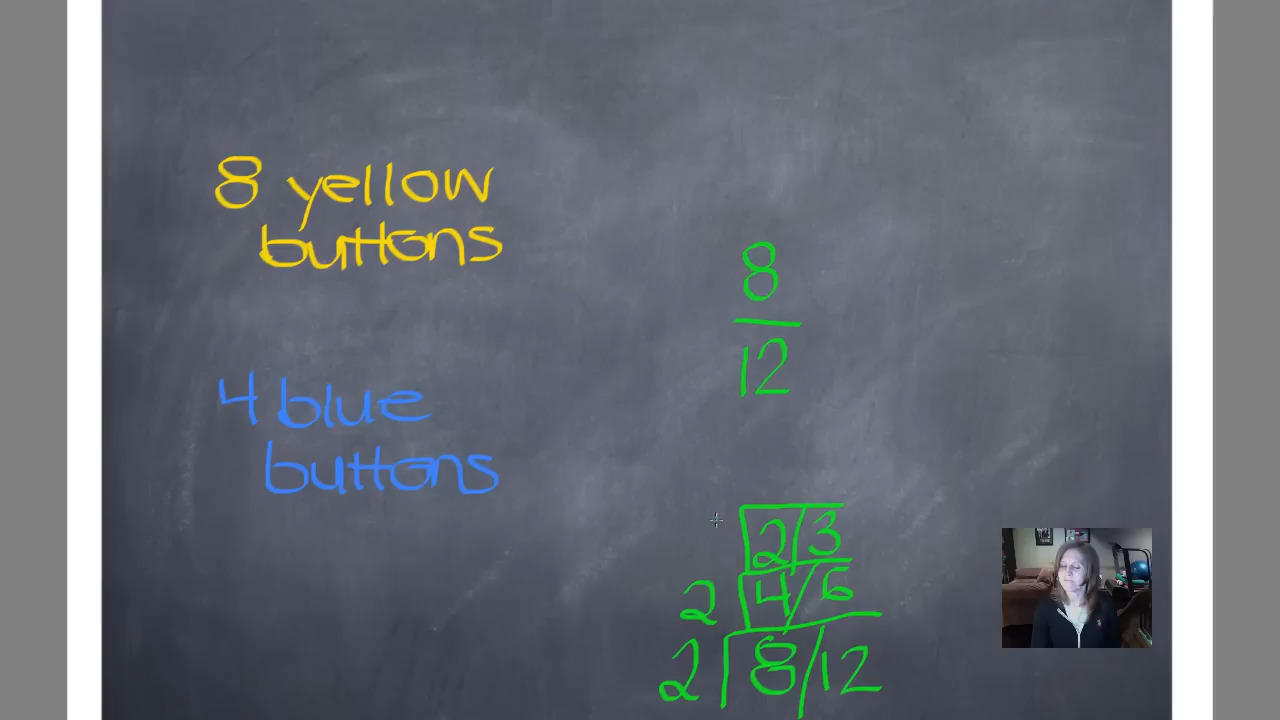 8 yellow
buttons
4 blue
buttons
8
12
2/3
2 4/6
2 8/12